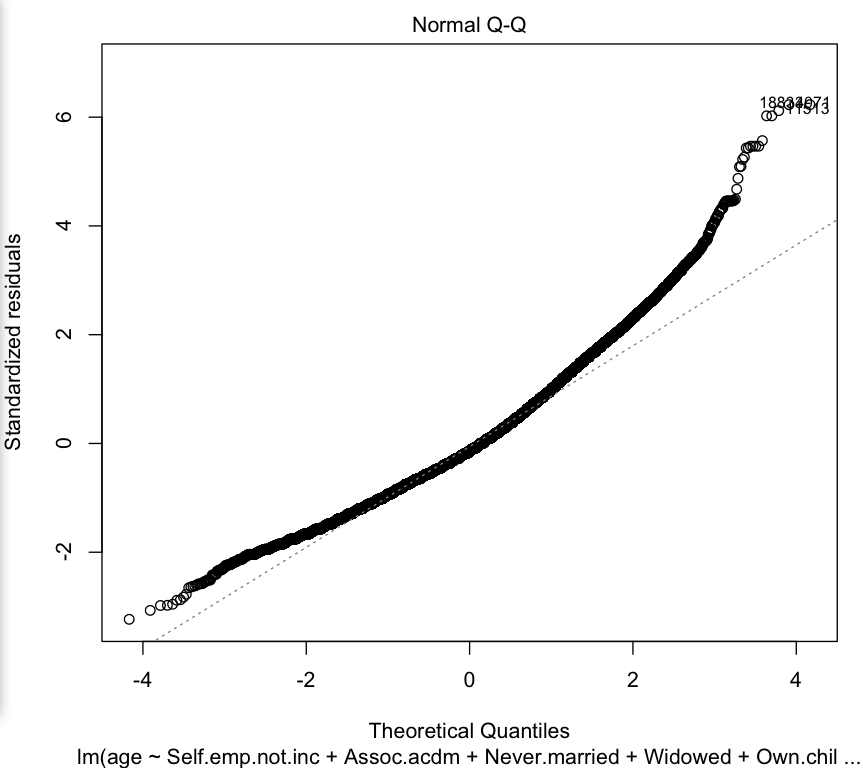 Normal Q-Q
Standardized residuals
6
4
2
0
-2
-4
-2
0
2
4
Theoretical Quantiles
lm(age ~ Self.emp.not.inc + Assoc.acdm + Never.married + Widowed + Own.chil ...